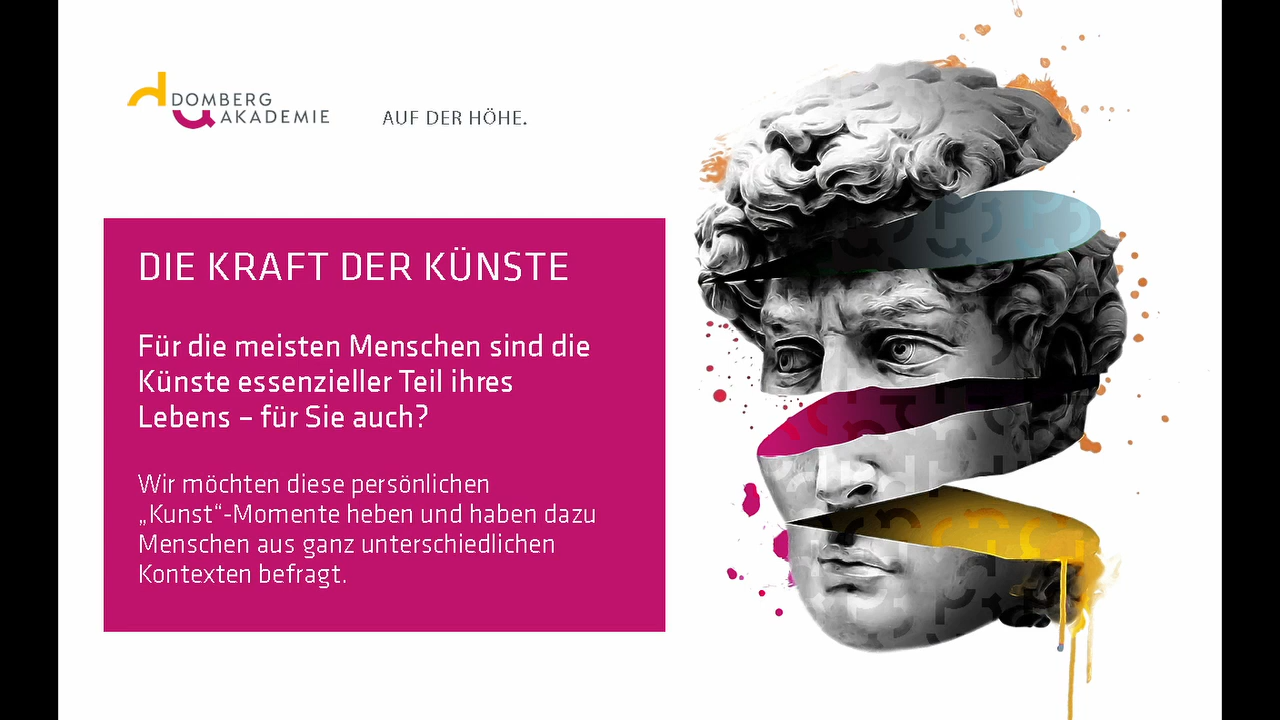 DOMBERG
AKADEMIE
AUF DER HÖHE.
DIE KRAFT DER KÜNSTE
Für die meisten Menschen sind die
Künste essenzieller Teil ihres
Lebens – für Sie auch?
Wir möchten diese persönlichen
„Kunst“-Momente heben und haben dazu
Menschen aus ganz unterschiedlichen
Kontexten befragt.